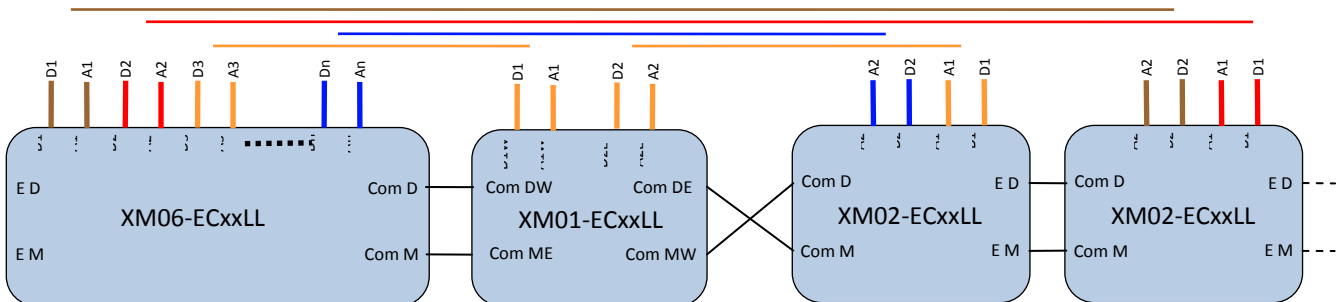 D1 A1 D2 A2 D3 A3 Dn An
D1 A1 D2 A2
A2 D2 A1 D1
A2 D2 A1 D1
E D Com D
XM06-ECxxLL
E M Com M
Com DW Com DE
XM01-ECxxLL
Com ME Com MW
Com D E D
XM02-ECxxLL
Com M E M
Com D E D
XM02-ECxxLL
Com M E M